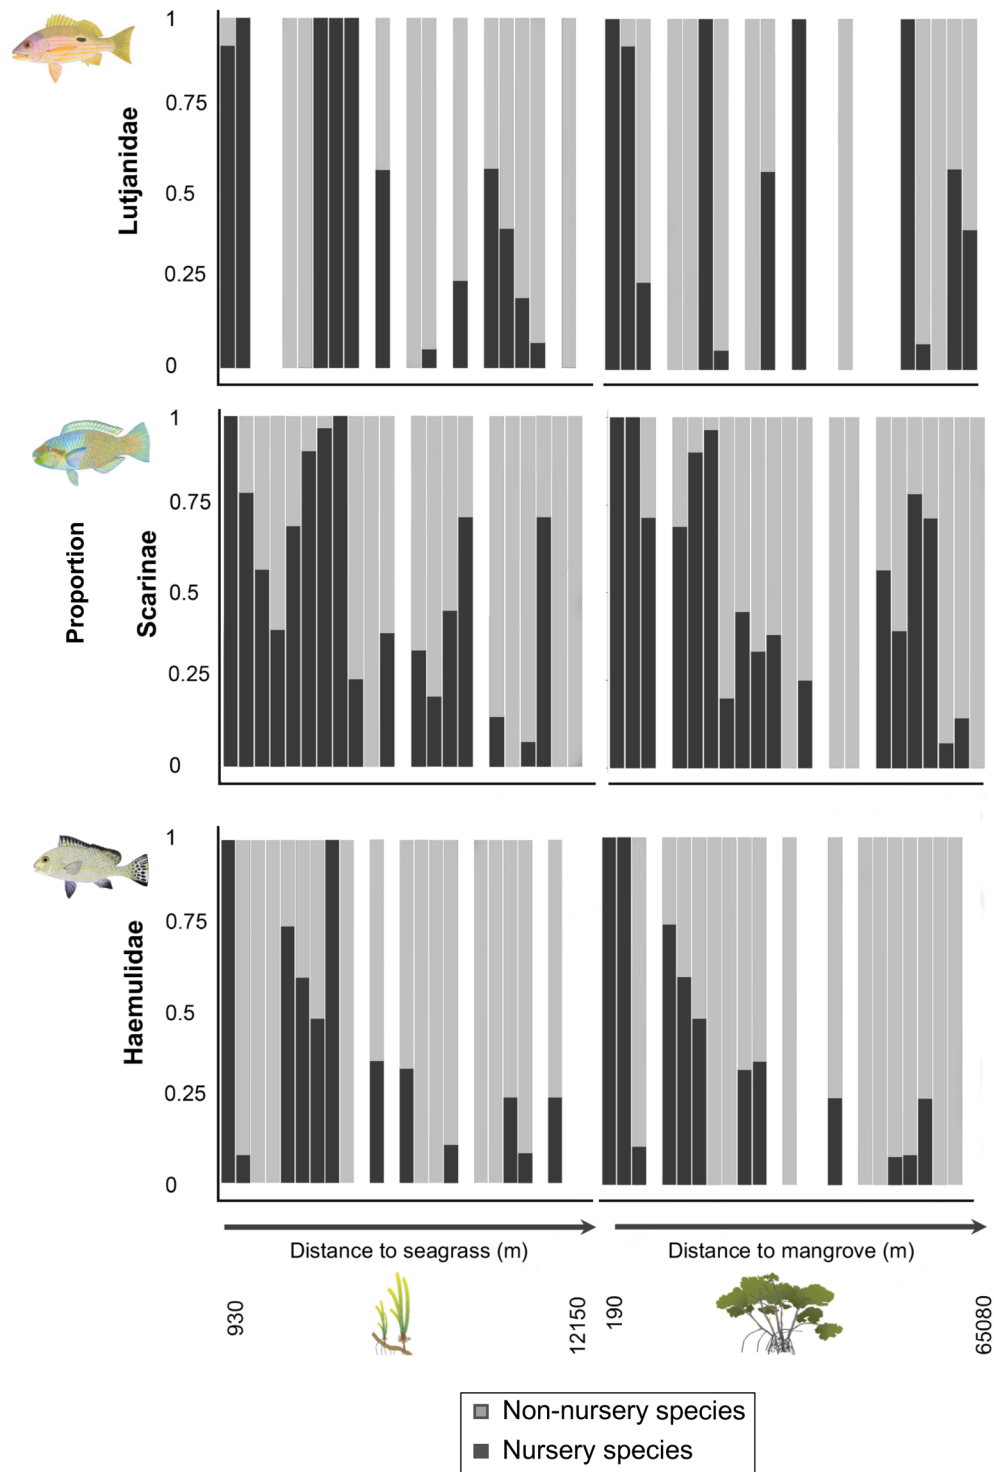 1
0.75
Lutjanidae
0.5
0.25
0
1
0.75
Proportion
Scarinae
0.5
0.25
0
1
0.75
Haemulidae
0.5
0.25
0
Distance to seagrass (m)
Distance to mangrove (m)
930
12150
190
65080
Non-nursery species
Nursery species